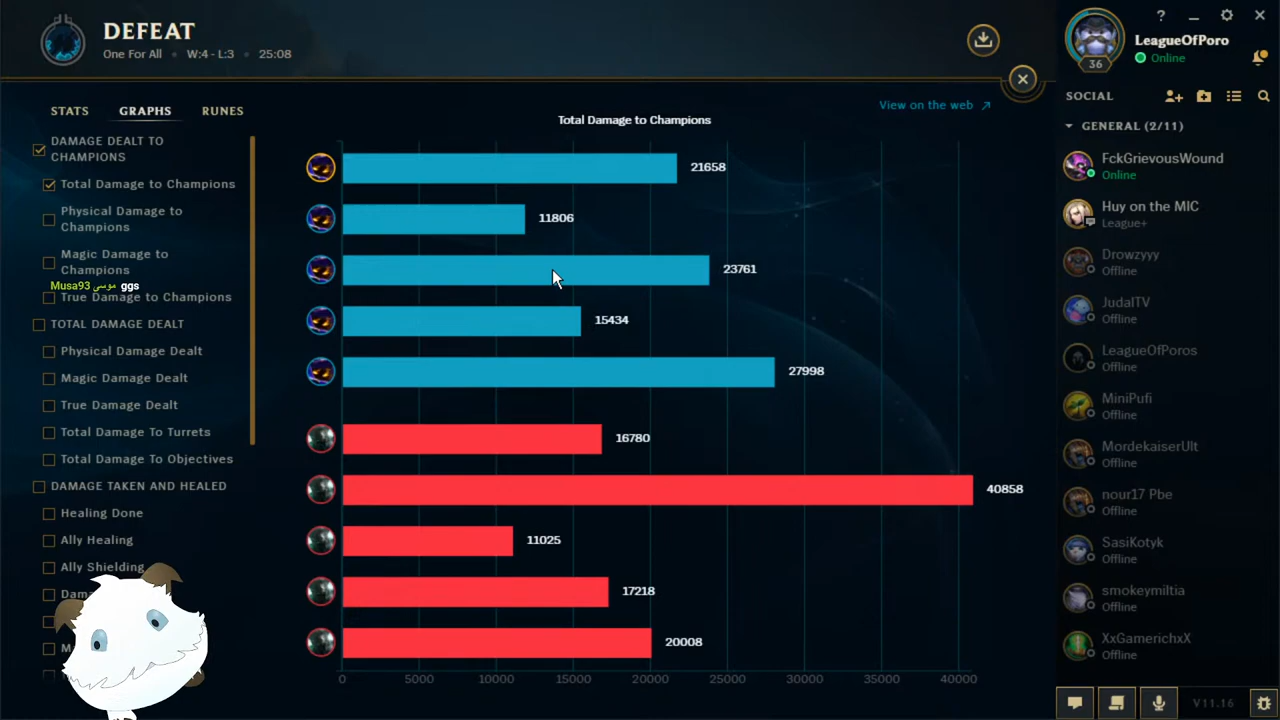 DEFEAT
One For All • W:4 - L:3 • 25:08
?
LeagueOfPoro
36
Online
STATS
GRAPHS
RUNES
View on the web
SOCIAL
GENERAL (2/11)
DAMAGE DEALT TO
CHAMPIONS
Total Damage to Champions
Physical Damage to
Champions
Magic Damage to
Champions
Musa93 موسى ggs
True Damage to Champions
TOTAL DAMAGE DEALT
Physical Damage Dealt
Magic Damage Dealt
True Damage Dealt
Total Damage To Turrets
Total Damage To Objectives
DAMAGE TAKEN AND HEALED
Healing Done
Ally Healing
Ally Shielding
Total Damage to Champions
21658
11806
23761
15434
27998
16780
40858
11025
17218
20008
0 5000 10000 15000 20000 25000 30000 35000 40000
FckGrievousWound
Online
Huy on the MIC
League+
Drowzyyy
Offline
JudalTV
Offline
LeagueOfPoros
Offline
MiniPufi
Offline
MordekaiserUlt
Offline
nour17 Pbe
Offline
SasiKotyk
Offline
smokeymiltia
Offline
XxGamerichxX
Offline
V11.16